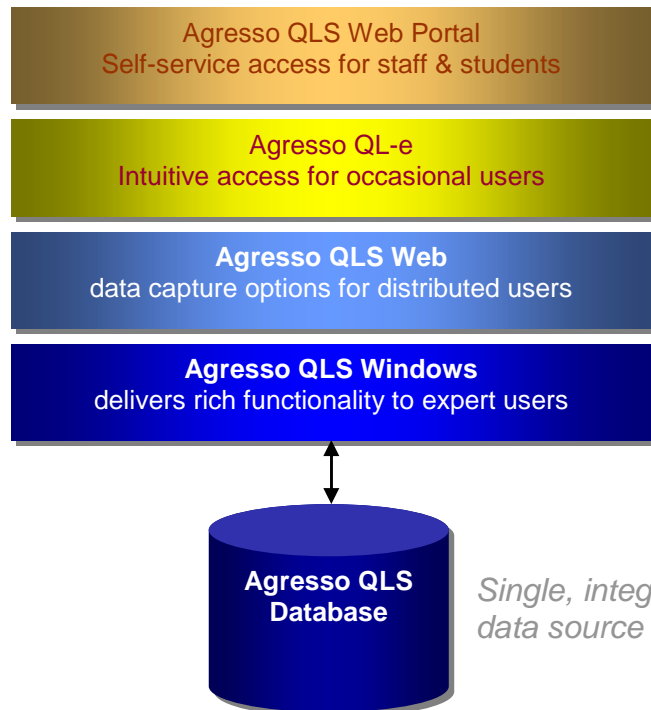 Agresso QLS Web Portal
Self-service access for staff & students
Agresso QL-e
Intuitive access for occasional users
Agresso QLS Web
data capture options for distributed users
Agresso QLS Windows
delivers rich functionality to expert users
Agresso QLS
Database
Single, integ
data source